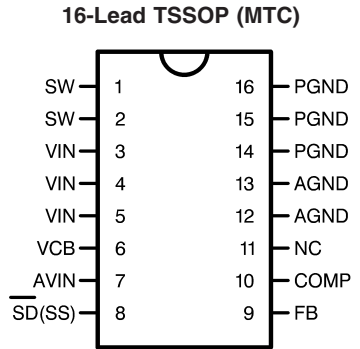 16-Lead TSSOP (MTC)
SW 1 16 PGND
SW 2 15 PGND
VIN 3 14 PGND
VIN 4 13 AGND
VIN 5 12 AGND
VCB 6 11 NC
AVIN 7 10 COMP
S̅D̅(SS) 8 9 FB